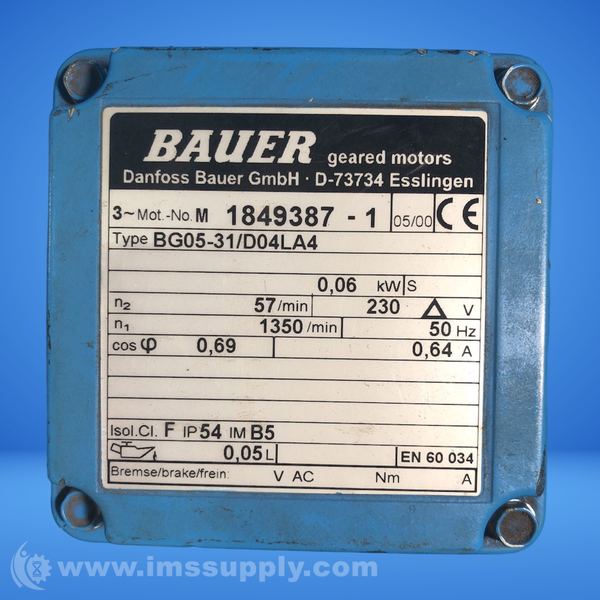 BAUER geared motors
Danfoss Bauer GmbH · D-73734 Esslingen
3~ Mot.-No. M 1849387 - 1 05/00 CE
Type BG05-31/D04LA4
0,06 kW S
n2 57/min 230 Δ V
n1 1350/min 50 Hz
cos φ 0,69 0,64 A
Isol.Cl. F IP 54 IM B5
0,05 L EN 60 034
Bremse/brake/frein: V AC Nm A
www.imssupply.com